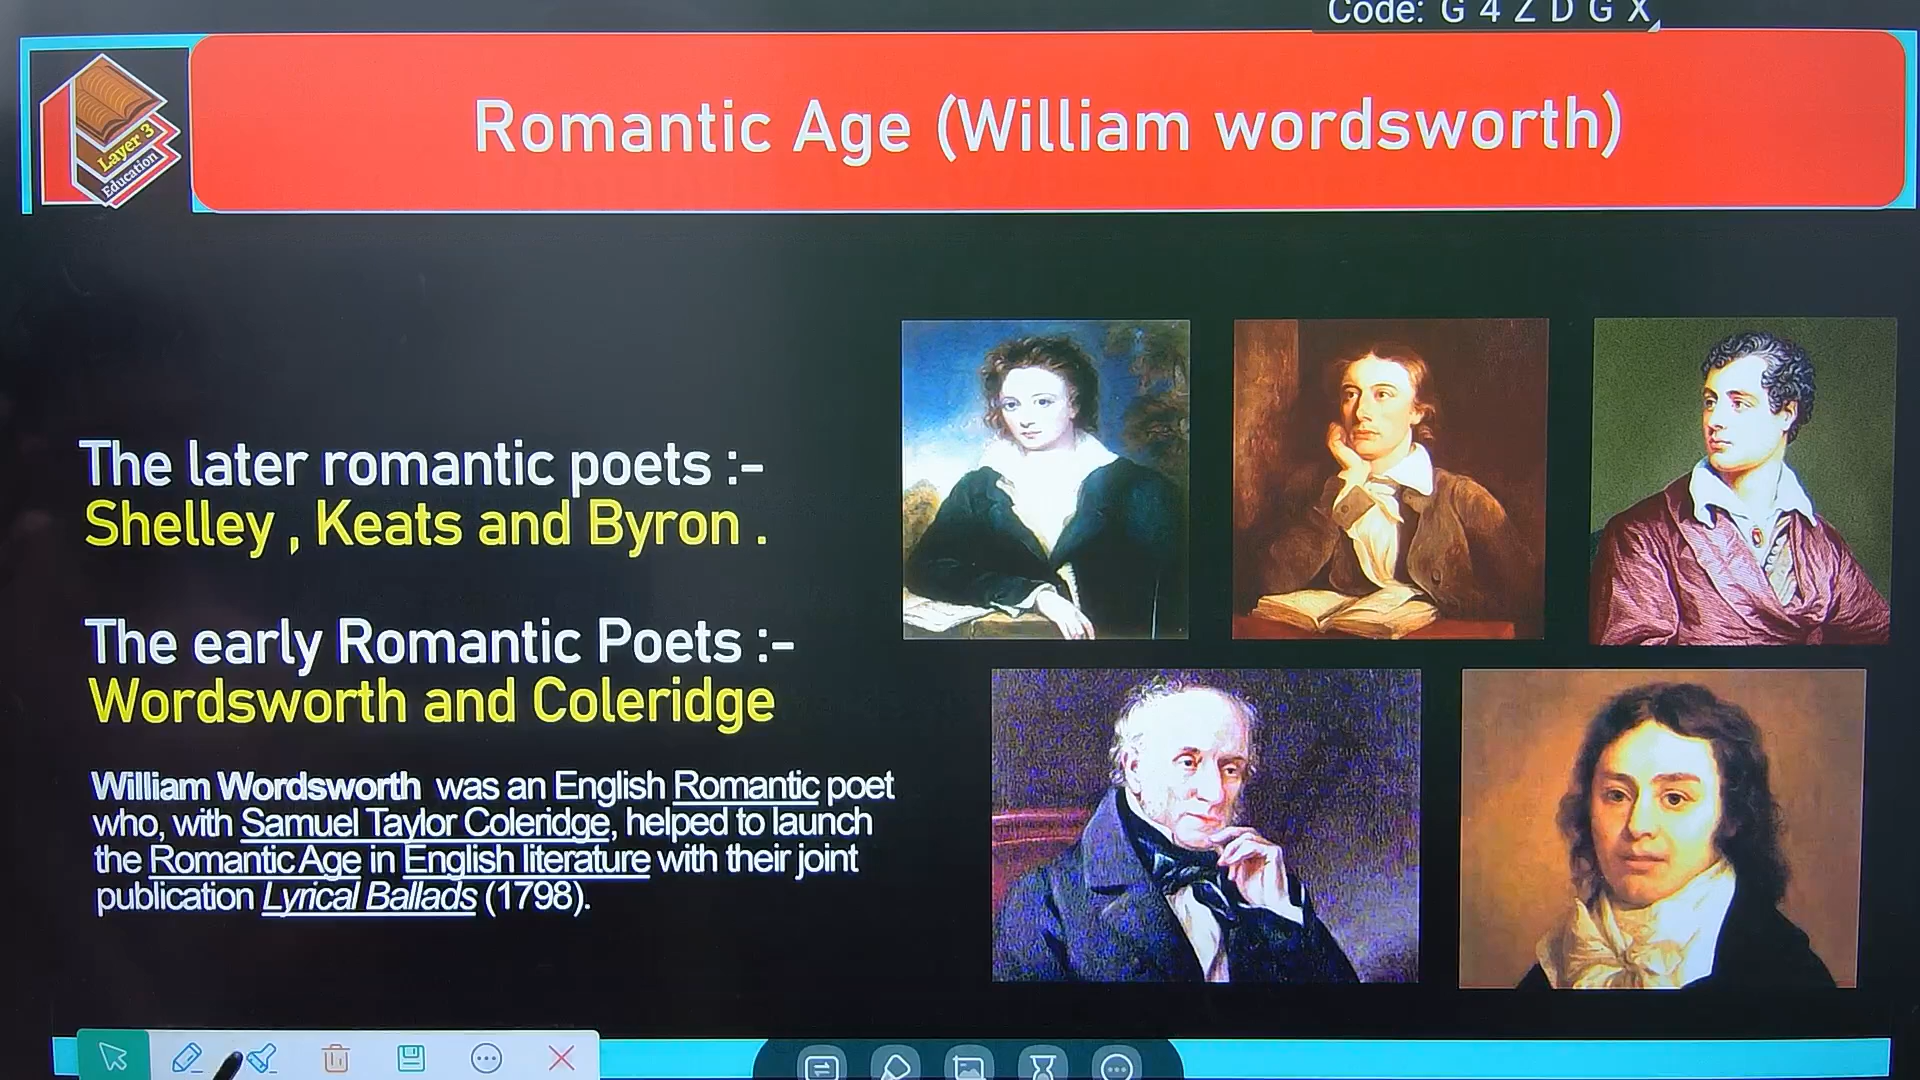 Code: G 4 Z D G X
Layer 3
Education
Romantic Age (William wordsworth)
The later romantic poets :-
Shelley , Keats and Byron .
The early Romantic Poets :-
Wordsworth and Coleridge
William Wordsworth was an English Romantic poet
who, with Samuel Taylor Coleridge, helped to launch
the Romantic Age in English literature with their joint
publication Lyrical Ballads (1798).